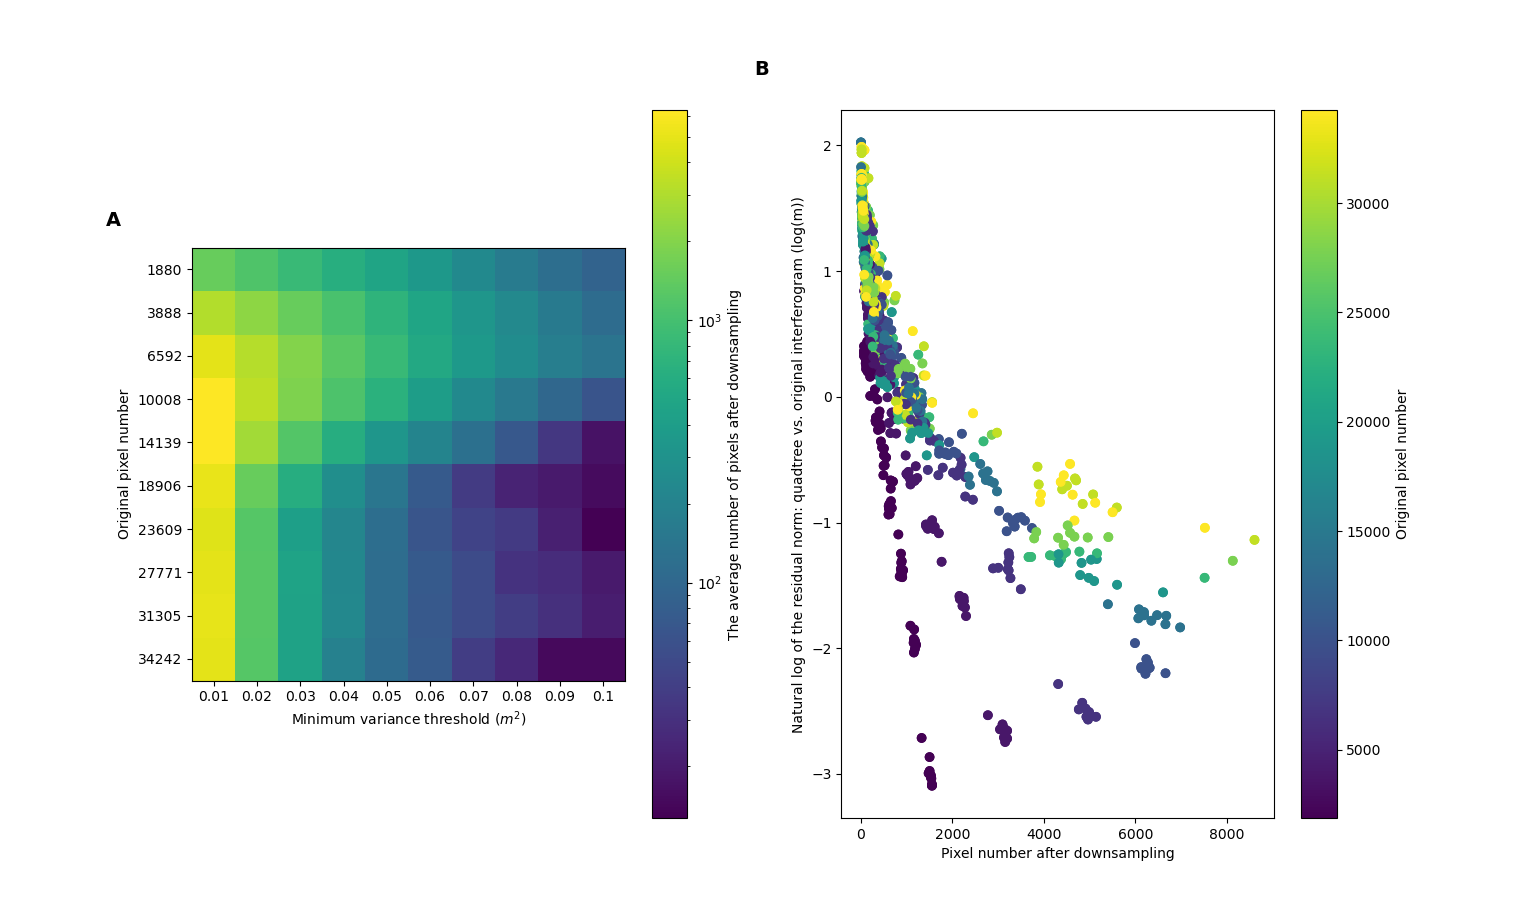 A
Original pixel number
1880
3888
6592
10008
14139
18906
23609
27771
31305
34242
0.01 0.02 0.03 0.04 0.05 0.06 0.07 0.08 0.09 0.1
Minimum variance threshold (m²)
10³
10²
The average number of pixels after downsampling
B
Natural log of the residual norm: quadtree vs. original interferogram (log(m))
2
1
0
−1
−2
−3
0 2000 4000 6000 8000
Pixel number after downsampling
30000
25000
20000
15000
10000
5000
Original pixel number